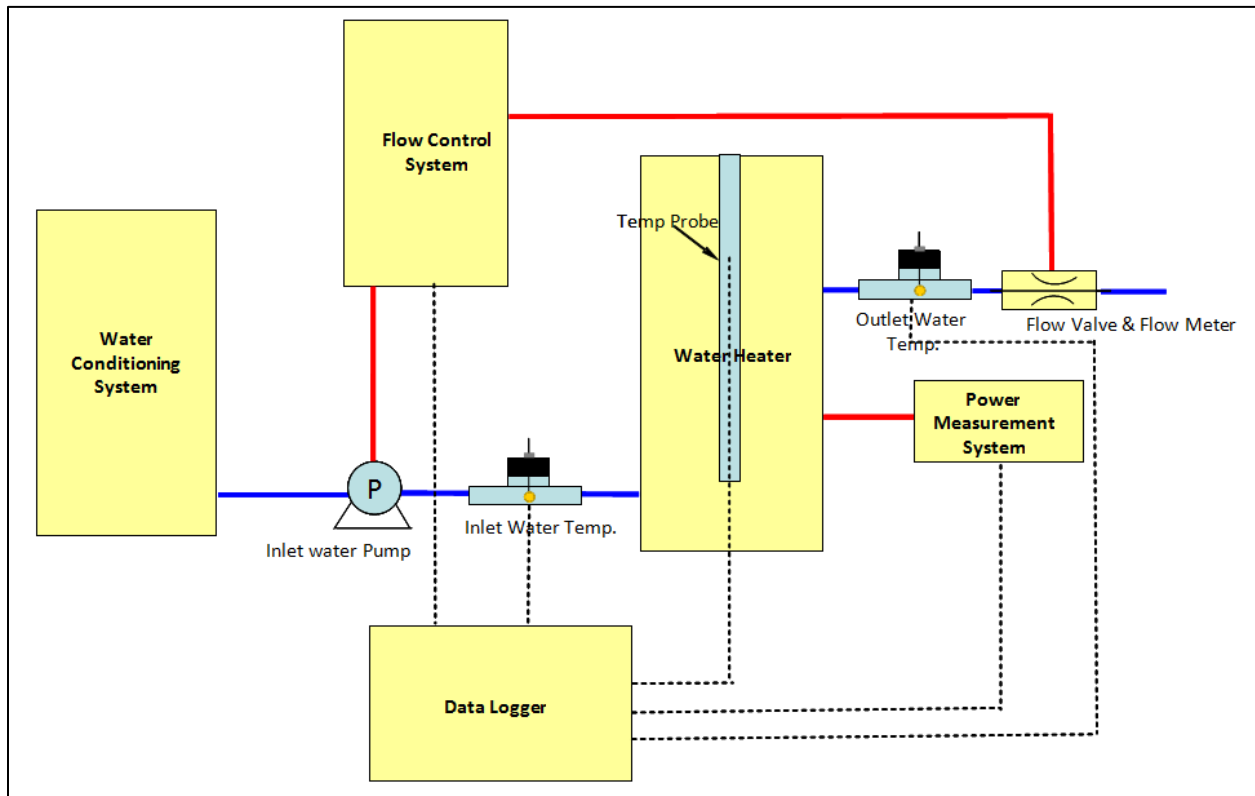 Flow Control
System
Temp Probe
Water
Conditioning
System
Water Heater
Outlet Water
Temp.
Flow Valve & Flow Meter
Power
Measurement
System
P
Inlet water Pump
Inlet Water Temp.
Data Logger